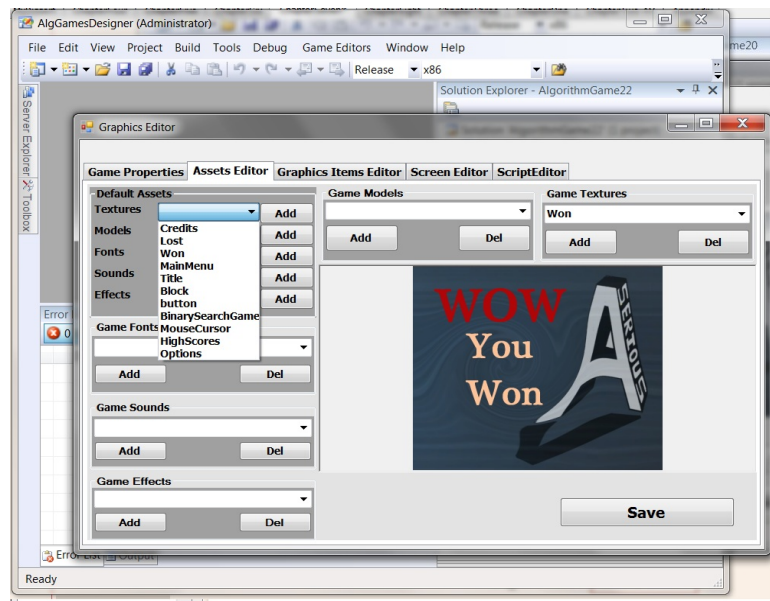 AlgGamesDesigner (Administrator)
File Edit View Project Build Tools Debug Game Editors Window Help
Release x86
Solution Explorer - AlgorithmGame22
Server Explorer
Toolbox
Graphics Editor
Game Properties Assets Editor Graphics Items Editor Screen Editor ScriptEditor
Default Assets
Textures Add
Models Add
Fonts Add
Sounds Add
Effects Add
Credits
Lost
Won
MainMenu
Title
Block
button
BinarySearchGame
MouseCursor
HighScores
Options
Game Models
Add Del
Game Textures
Won
Add Del
WOW
You
Won
A
SERIOUS
Game Fonts
Add Del
Game Sounds
Add Del
Game Effects
Add Del
Save
Error List Output
Ready